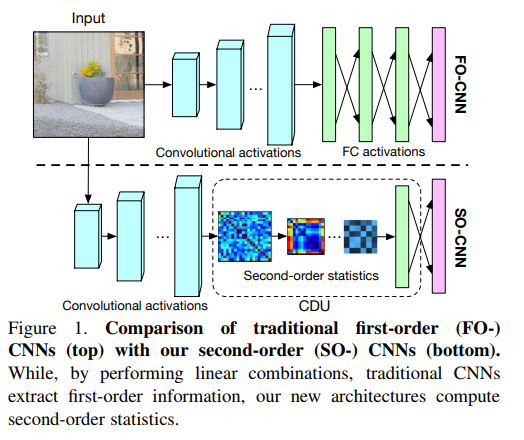 Input
...
Convolutional activations
FC activations
FO-CNN
...
...
Second-order statistics
Convolutional activations
CDU
SO-CNN
Figure 1. Comparison of traditional first-order (FO-)
CNNs (top) with our second-order (SO-) CNNs (bottom).
While, by performing linear combinations, traditional CNNs
extract first-order information, our new architectures compute
second-order statistics.